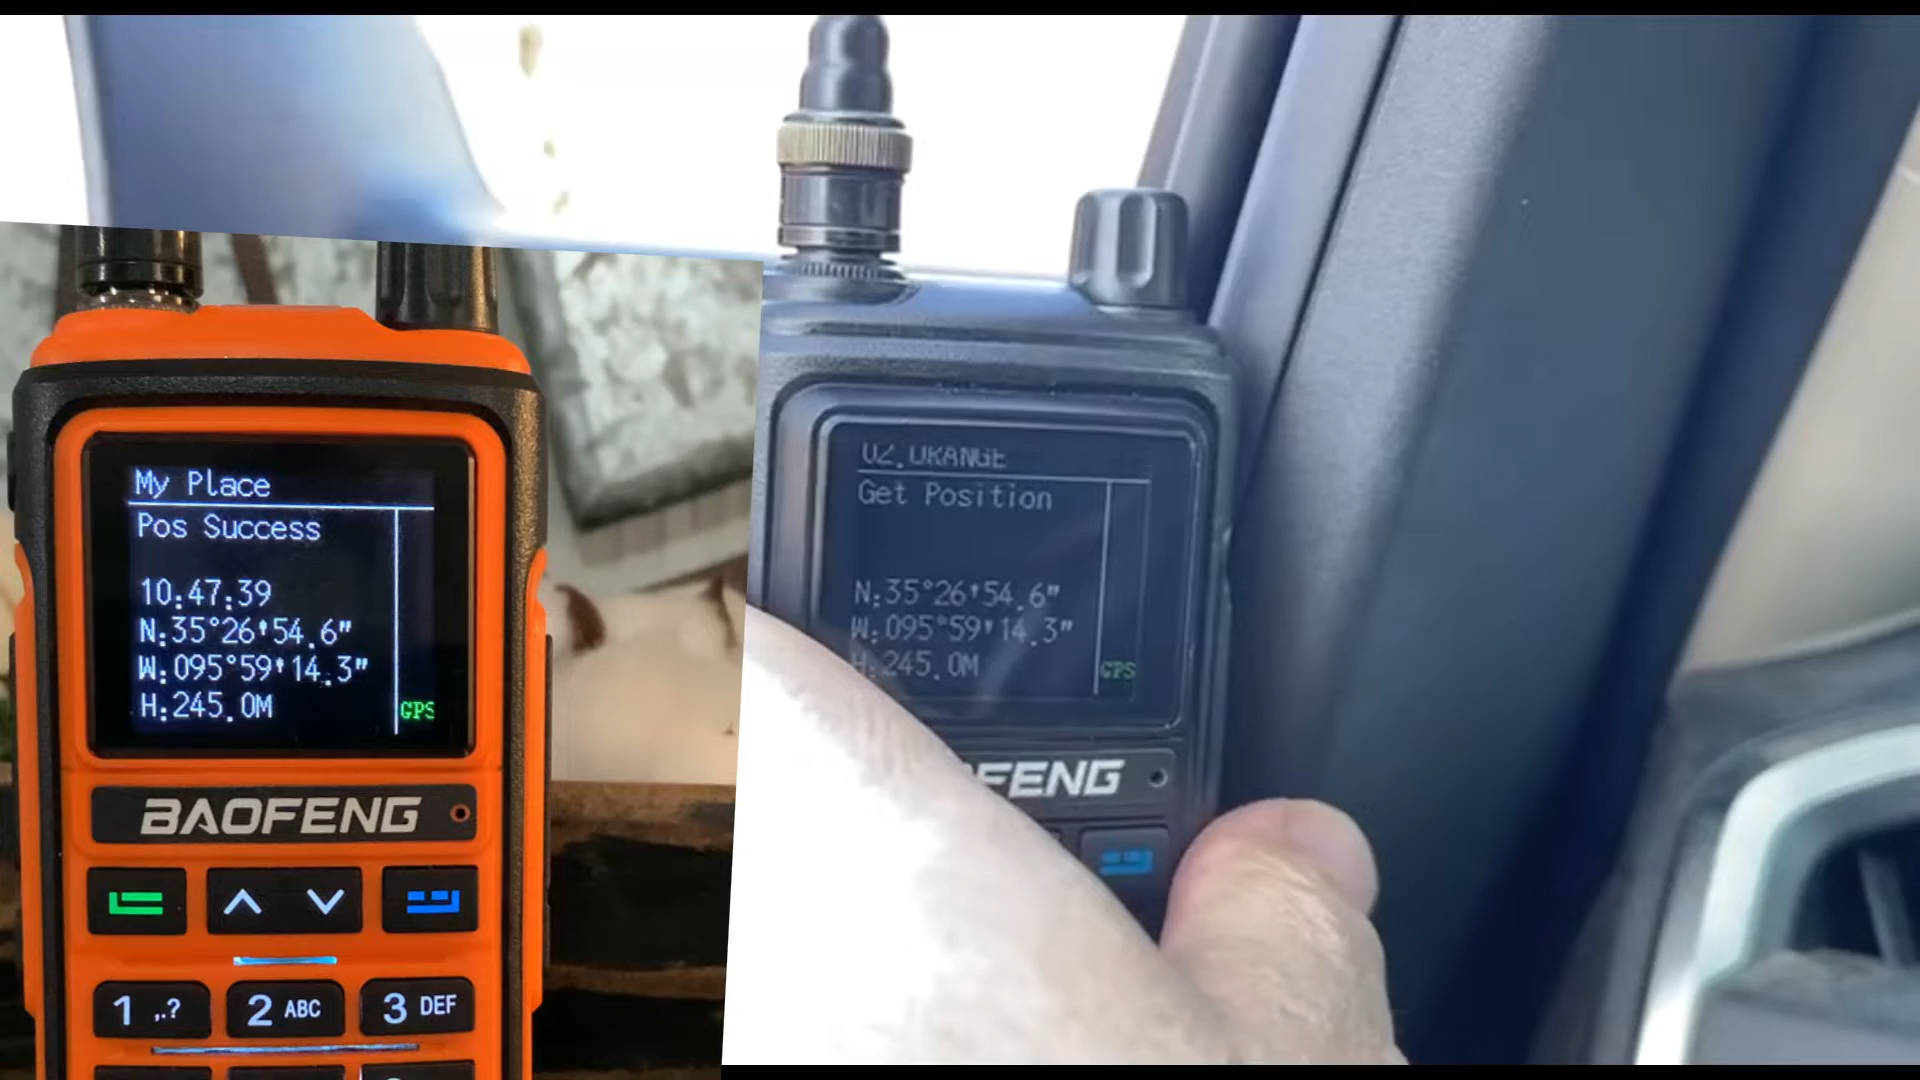 My Place
Pos Success
10:47:39
N:35°26'54.6"
W:095°59'14.3"
H:245.0M
GPS
BAOFENG
1 ,.?
2 ABC
3 DEF
02.ORANGE
Get Position
N:35°26'54.6"
W:095°59'14.3"
H:245.0M
GPS
FENG